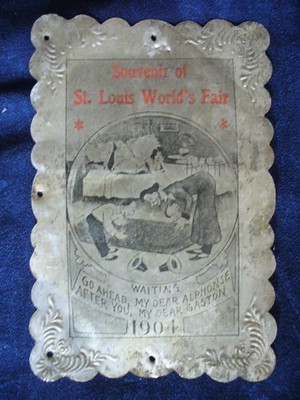 Souvenir of
St. Louis World's Fair
WAITING.
GO AHEAD, MY DEAR ALPHONSE
AFTER YOU, MY DEAR GASTON
1904